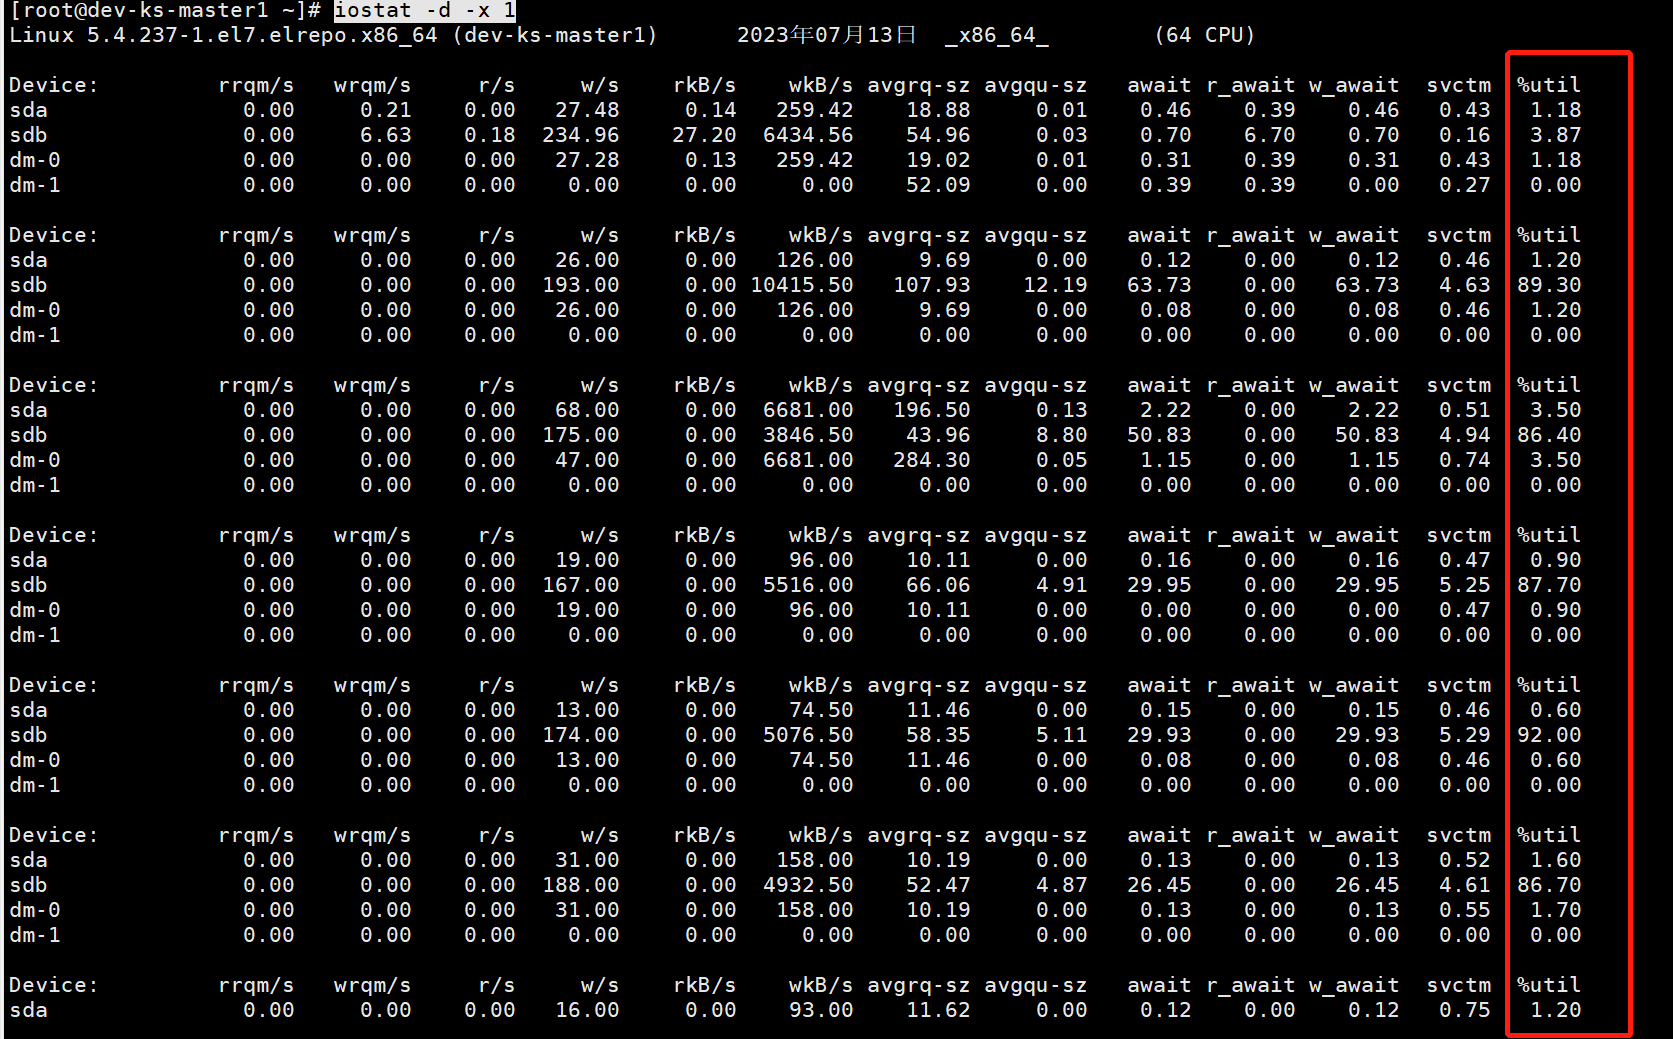 [root@dev-ks-master1 ~]# iostat -d -x 1
Linux 5.4.237-1.el7.elrepo.x86_64 (dev-ks-master1) 2023年07月13日 _x86_64_ (64 CPU)
Device: rrqm/s wrqm/s r/s w/s rkB/s wkB/s avgrq-sz avgqu-sz await r_await w_await svctm %util
sda 0.00 0.21 0.00 27.48 0.14 259.42 18.88 0.01 0.46 0.39 0.46 0.43 1.18
sdb 0.00 6.63 0.18 234.96 27.20 6434.56 54.96 0.03 0.70 6.70 0.70 0.16 3.87
dm-0 0.00 0.00 0.00 27.28 0.13 259.42 19.02 0.01 0.31 0.39 0.31 0.43 1.18
dm-1 0.00 0.00 0.00 0.00 0.00 0.00 52.09 0.00 0.39 0.39 0.00 0.27 0.00
Device: rrqm/s wrqm/s r/s w/s rkB/s wkB/s avgrq-sz avgqu-sz await r_await w_await svctm %util
sda 0.00 0.00 0.00 26.00 0.00 126.00 9.69 0.00 0.12 0.00 0.12 0.46 1.20
sdb 0.00 0.00 0.00 193.00 0.00 10415.50 107.93 12.19 63.73 0.00 63.73 4.63 89.30
dm-0 0.00 0.00 0.00 26.00 0.00 126.00 9.69 0.00 0.08 0.00 0.08 0.46 1.20
dm-1 0.00 0.00 0.00 0.00 0.00 0.00 0.00 0.00 0.00 0.00 0.00 0.00 0.00
Device: rrqm/s wrqm/s r/s w/s rkB/s wkB/s avgrq-sz avgqu-sz await r_await w_await svctm %util
sda 0.00 0.00 0.00 68.00 0.00 6681.00 196.50 0.13 2.22 0.00 2.22 0.51 3.50
sdb 0.00 0.00 0.00 175.00 0.00 3846.50 43.96 8.80 50.83 0.00 50.83 4.94 86.40
dm-0 0.00 0.00 0.00 47.00 0.00 6681.00 284.30 0.05 1.15 0.00 1.15 0.74 3.50
dm-1 0.00 0.00 0.00 0.00 0.00 0.00 0.00 0.00 0.00 0.00 0.00 0.00 0.00
Device: rrqm/s wrqm/s r/s w/s rkB/s wkB/s avgrq-sz avgqu-sz await r_await w_await svctm %util
sda 0.00 0.00 0.00 19.00 0.00 96.00 10.11 0.00 0.16 0.00 0.16 0.47 0.90
sdb 0.00 0.00 0.00 167.00 0.00 5516.00 66.06 4.91 29.95 0.00 29.95 5.25 87.70
dm-0 0.00 0.00 0.00 19.00 0.00 96.00 10.11 0.00 0.00 0.00 0.00 0.47 0.90
dm-1 0.00 0.00 0.00 0.00 0.00 0.00 0.00 0.00 0.00 0.00 0.00 0.00 0.00
Device: rrqm/s wrqm/s r/s w/s rkB/s wkB/s avgrq-sz avgqu-sz await r_await w_await svctm %util
sda 0.00 0.00 0.00 13.00 0.00 74.50 11.46 0.00 0.15 0.00 0.15 0.46 0.60
sdb 0.00 0.00 0.00 174.00 0.00 5076.50 58.35 5.11 29.93 0.00 29.93 5.29 92.00
dm-0 0.00 0.00 0.00 13.00 0.00 74.50 11.46 0.00 0.08 0.00 0.08 0.46 0.60
dm-1 0.00 0.00 0.00 0.00 0.00 0.00 0.00 0.00 0.00 0.00 0.00 0.00 0.00
Device: rrqm/s wrqm/s r/s w/s rkB/s wkB/s avgrq-sz avgqu-sz await r_await w_await svctm %util
sda 0.00 0.00 0.00 31.00 0.00 158.00 10.19 0.00 0.13 0.00 0.13 0.52 1.60
sdb 0.00 0.00 0.00 188.00 0.00 4932.50 52.47 4.87 26.45 0.00 26.45 4.61 86.70
dm-0 0.00 0.00 0.00 31.00 0.00 158.00 10.19 0.00 0.13 0.00 0.13 0.55 1.70
dm-1 0.00 0.00 0.00 0.00 0.00 0.00 0.00 0.00 0.00 0.00 0.00 0.00 0.00
Device: rrqm/s wrqm/s r/s w/s rkB/s wkB/s avgrq-sz avgqu-sz await r_await w_await svctm %util
sda 0.00 0.00 0.00 16.00 0.00 93.00 11.62 0.00 0.12 0.00 0.12 0.75 1.20